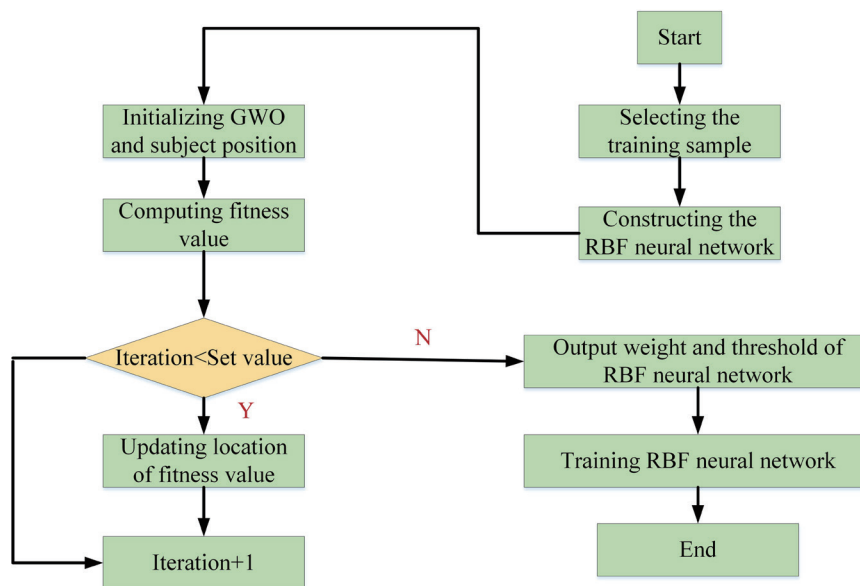 Start
Selecting the
training sample
Constructing the
RBF neural network
Initializing GWO
and subject position
Computing fitness
value
Iteration<Set value
N
Y
Updating location
of fitness value
Iteration+1
Output weight and threshold of
RBF neural network
Training RBF neural network
End